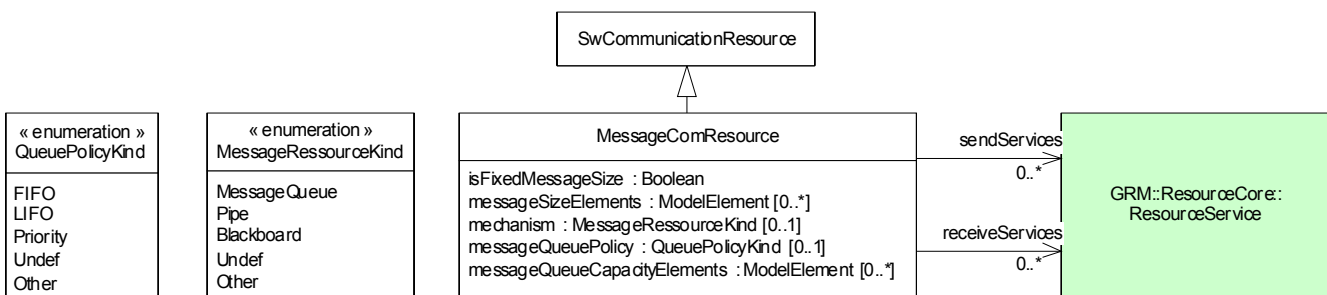 SwCommunicationResource
« enumeration »
QueuePolicyKind
FIFO
LIFO
Priority
Undef
Other
« enumeration »
MessageRessourceKind
MessageQueue
Pipe
Blackboard
Undef
Other
MessageComResource
isFixedMessageSize : Boolean
messageSizeElements : ModelElement [0..*]
mechanism : MessageRessourceKind [0..1]
messageQueuePolicy : QueuePolicyKind [0..1]
messageQueueCapacityElements : ModelElement [0..*]
sendServices
0..*
receiveServices
0..*
GRM::ResourceCore::
ResourceService